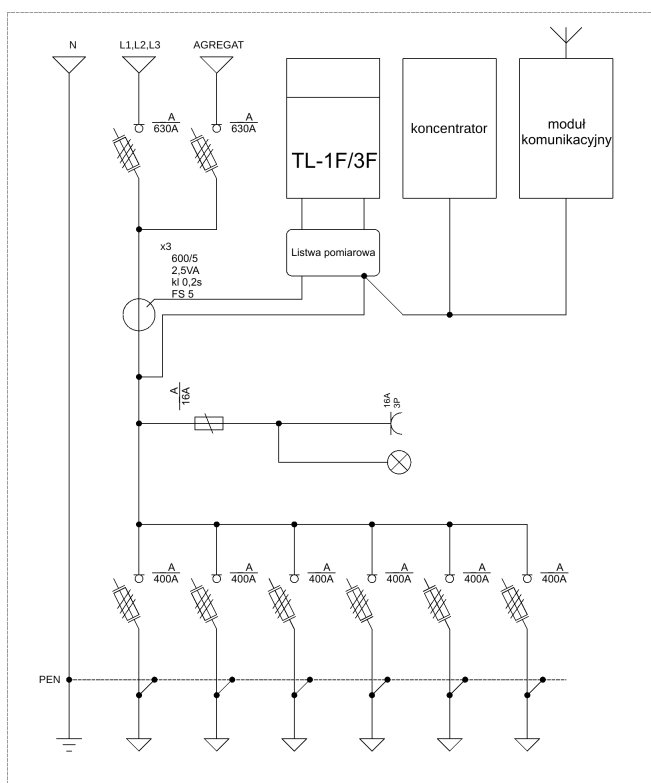 N
L1,L2,L3
AGREGAT
A
630A
A
630A
TL-1F/3F
koncentrator
moduł
komunikacyjny
Listwa pomiarowa
x3
600/5
2,5VA
kl 0,2s
FS 5
A
16A
16A
3P
A
400A
A
400A
A
400A
A
400A
A
400A
A
400A
PEN